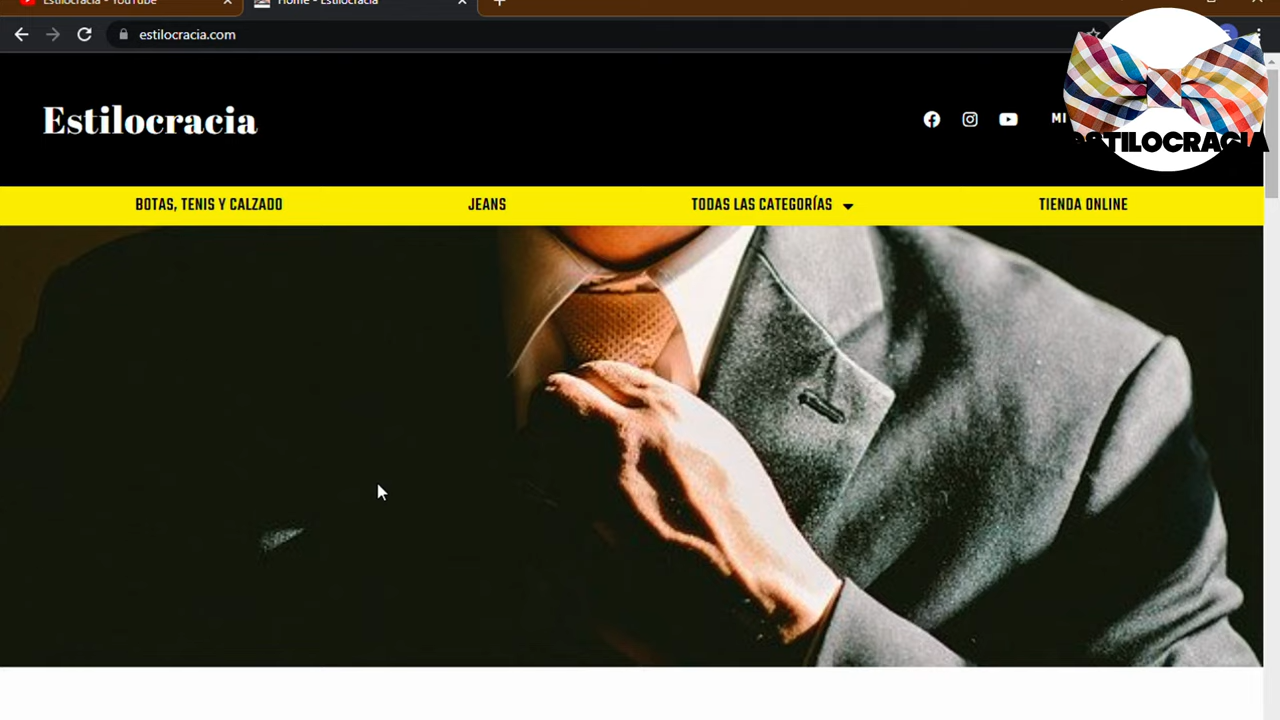 Estilocracia - YouTube
Home - Estilocracia
estilocracia.com
Estilocracia
MI
ESTILOCRACIA
BOTAS, TENIS Y CALZADO
JEANS
TODAS LAS CATEGORÍAS
TIENDA ONLINE